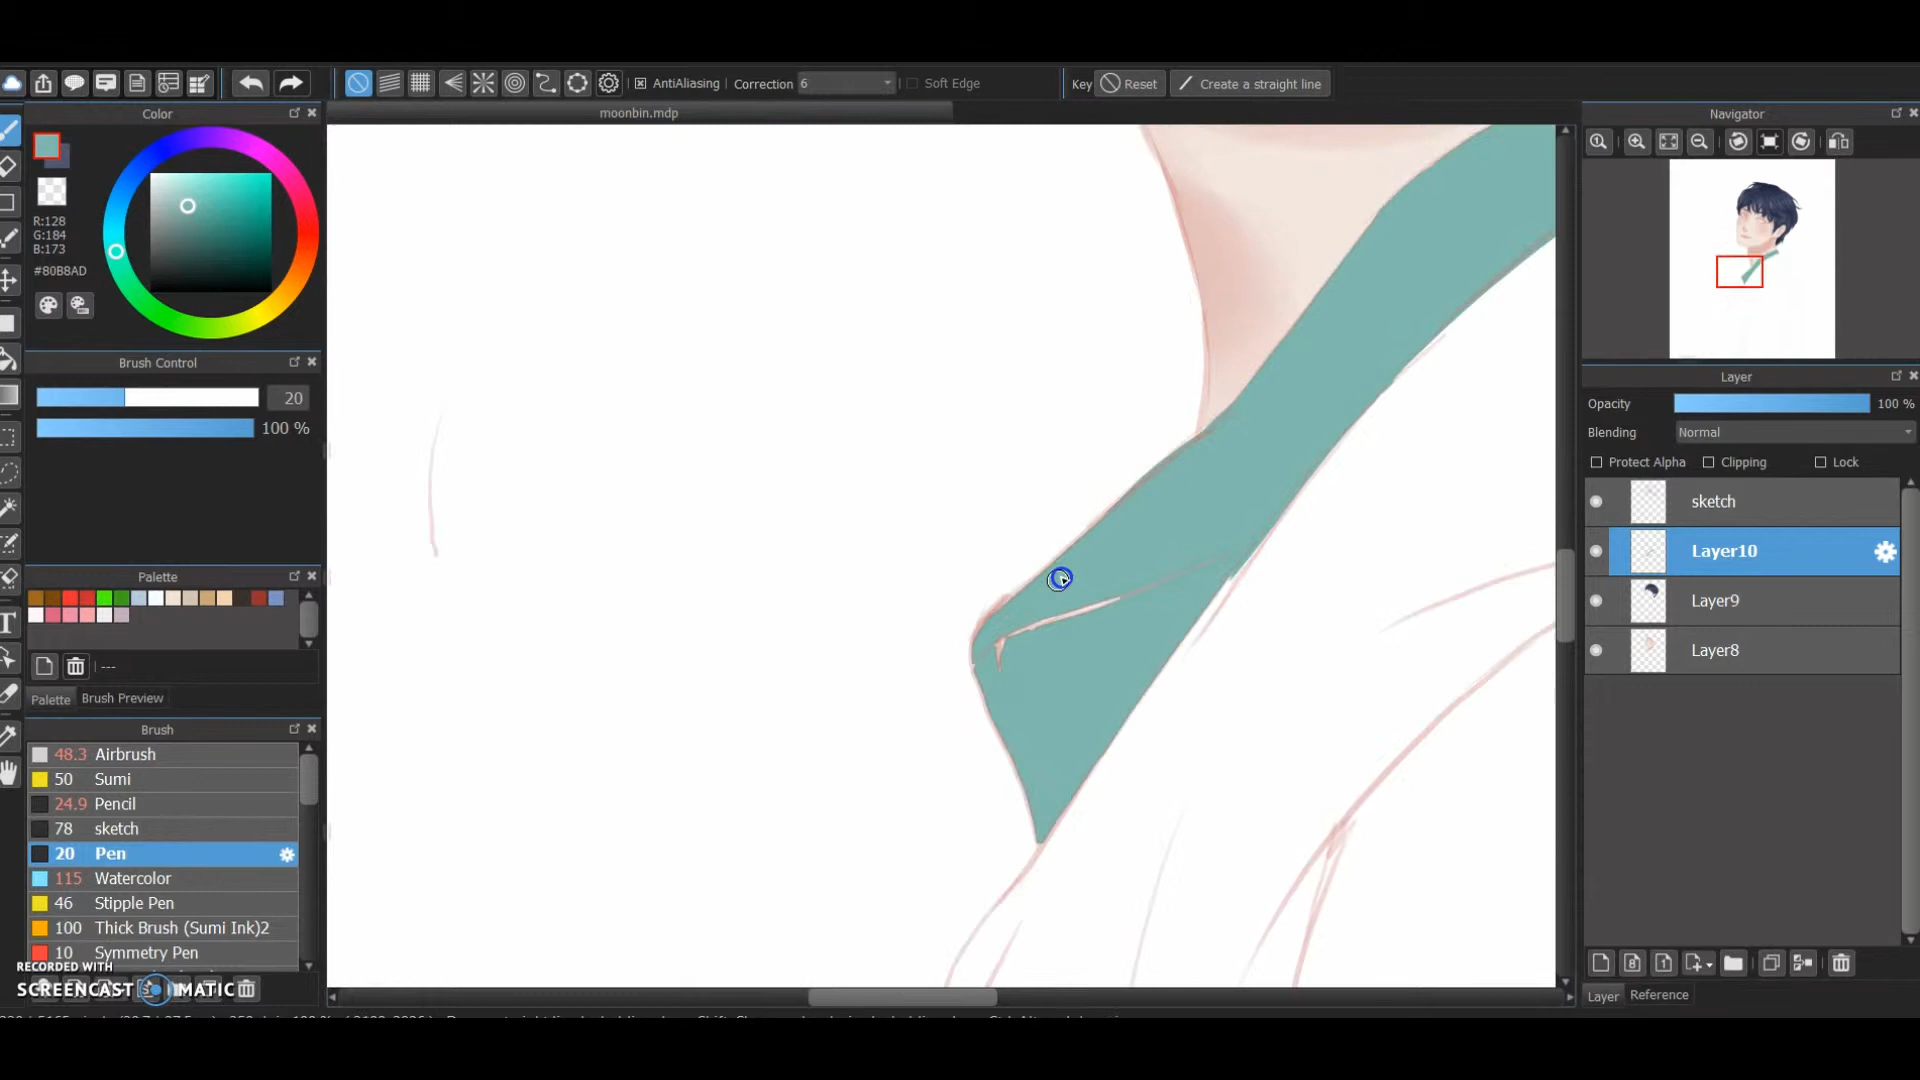 AntiAliasing Correction 6 Soft Edge Key Reset Create a straight line
Color
moonbin.mdp
Navigator
R:128
G:184
B:173
#80B8AD
Brush Control
20
100 %
Palette
---
Palette Brush Preview
Brush
48.3 Airbrush
50 Sumi
24.9 Pencil
78 sketch
20 Pen
115 Watercolor
46 Stipple Pen
100 Thick Brush (Sumi Ink)2
10 Symmetry Pen
RECORDED WITH
SCREENCAST MATIC
Layer
Opacity 100 %
Blending Normal
Protect Alpha Clipping Lock
sketch
Layer10
Layer9
Layer8
Layer Reference